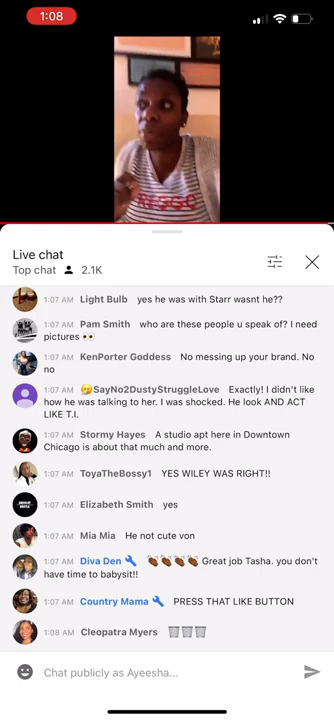 1:08
Live chat
Top chat 2.1K
1:07 AM Light Bulb yes he was with Starr wasnt he??
1:07 AM Pam Smith who are these people u speak of? I need
pictures 👀
1:07 AM KenPorter Goddess No messing up your brand. No
no
1:07 AM 🤧SayNo2DustyStruggleLove Exactly! I didn't like
how he was talking to her. I was shocked. He look AND ACT
LIKE T.I.
1:07 AM Stormy Hayes A studio apt here in Downtown
Chicago is about that much and more.
1:07 AM ToyaTheBossy1 YES WILEY WAS RIGHT!!
1:07 AM Elizabeth Smith yes
1:07 AM Mia Mia He not cute von
1:07 AM Diva Den 🔧 👏🏾👏🏾👏🏾👏🏾 Great job Tasha. you don't
have time to babysit!!
1:07 AM Country Mama 🔧 PRESS THAT LIKE BUTTON
1:08 AM Cleopatra Myers 🗑️🗑️🗑️
Chat publicly as Ayeesha...